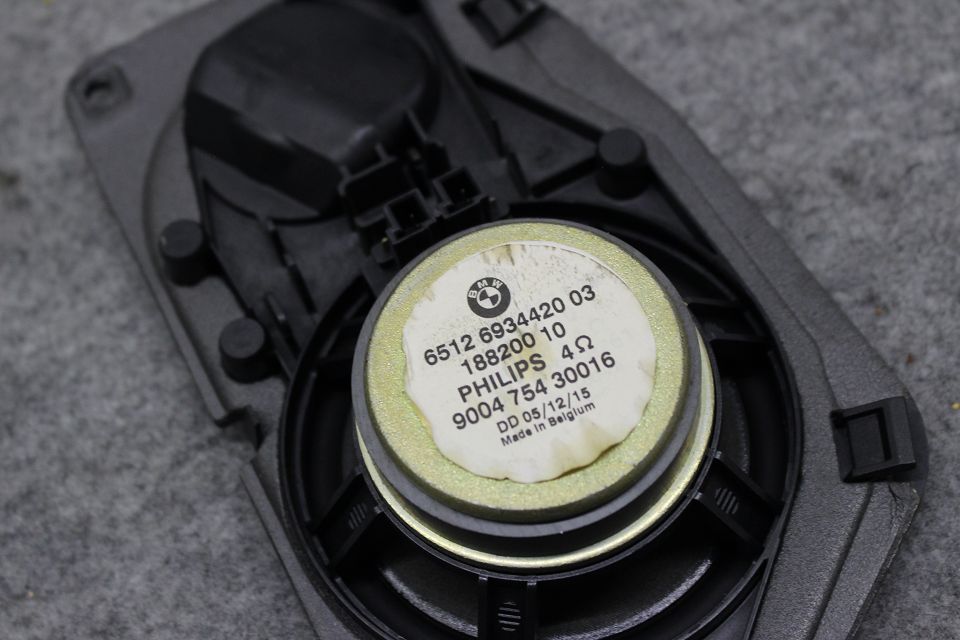 BMW
6512 6934420 03
188200 10
PHILIPS 4Ω
9004 754 30016
DD 05/12/15
Made in Belgium